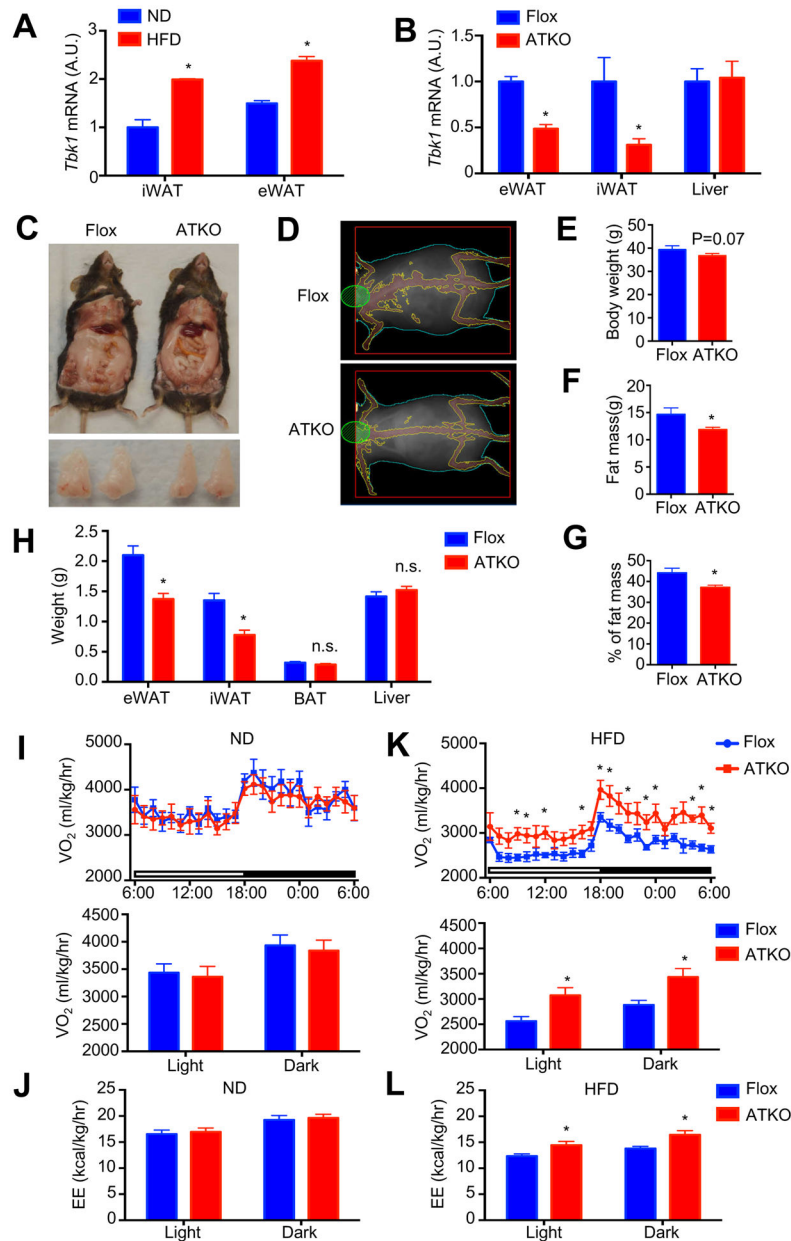 A
ND
HFD
Tbk1 mRNA (A.U.)
3
2
1
0
*
*
iWAT
eWAT
B
Flox
ATKO
Tbk1 mRNA (A.U.)
1.5
1.0
0.5
0.0
*
*
eWAT
iWAT
Liver
C
Flox
ATKO
D
Flox
ATKO
E
Body weight (g)
50
40
30
20
10
0
P=0.07
Flox
ATKO
F
Fat mass(g)
20
15
10
5
0
*
Flox
ATKO
G
% of fat mass
50
40
30
20
10
0
*
Flox
ATKO
H
Flox
ATKO
Weight (g)
2.5
2.0
1.5
1.0
0.5
0.0
*
*
n.s.
n.s.
eWAT
iWAT
BAT
Liver
I
ND
VO2 (ml/kg/hr)
5000
4000
3000
2000
6:00
12:00
18:00
0:00
6:00
VO2 (ml/kg/hr)
4500
4000
3500
3000
2500
2000
Light
Dark
K
HFD
Flox
ATKO
VO2 (ml/kg/hr)
5000
4000
3000
2000
* * * * * * * * * * * *
6:00
12:00
18:00
0:00
6:00
Flox
ATKO
VO2 (ml/kg/hr)
4500
4000
3500
3000
2500
2000
*
*
Light
Dark
J
ND
EE (kcal/kg/hr)
25
20
15
10
5
0
Light
Dark
L
HFD
Flox
ATKO
EE (kcal/kg/hr)
25
20
15
10
5
0
*
*
Light
Dark